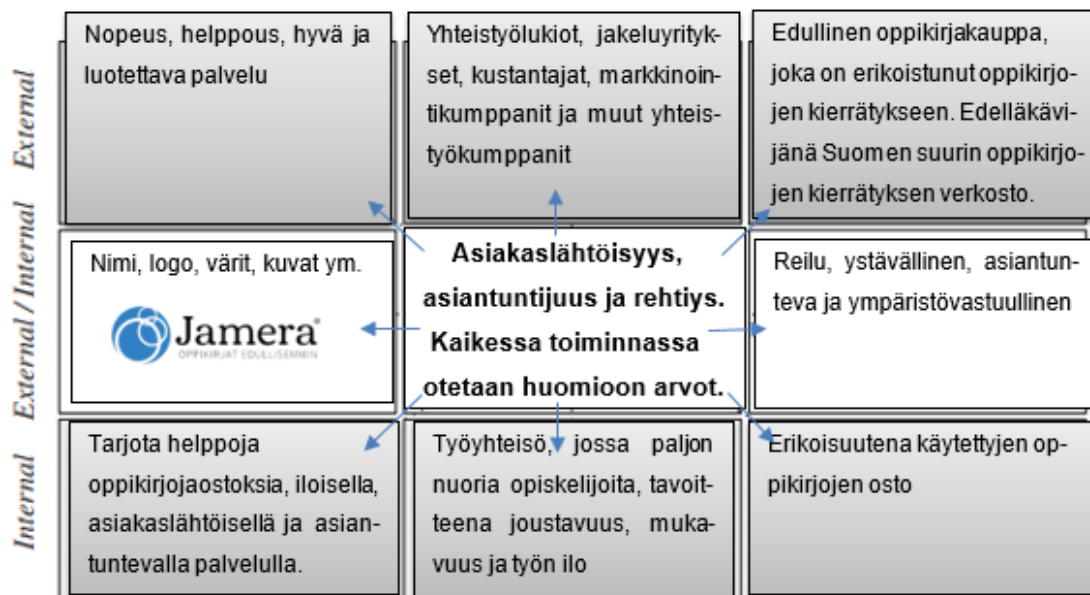 External
Nopeus, helppous, hyvä ja
luotettava palvelu
Yhteistyölukiot, jakeluyrityk-
set, kustantajat, markkinoin-
tikumppanit ja muut yhteis-
työkumppanit
Edullinen oppikirjakauppa,
joka on erikoistunut oppikirjo-
jen kierrätykseen. Edelläkävi-
jänä Suomen suurin oppikirjo-
jen kierrätyksen verkosto.
External / Internal
Nimi, logo, värit, kuvat ym.
Jamera®
OPPIKIRJAT EDULLISEMMIN
Asiakaslähtöisyys,
asiantuntijuus ja rehtiys.
Kaikessa toiminnassa
otetaan huomioon arvot.
Reilu, ystävällinen, asiantun-
teva ja ympäristövastuullinen
Internal
Tarjota helppoja
oppikirjojaostoksia, iloisella,
asiakaslähtöisellä ja asian-
tuntevalla palvelulla.
Työyhteisö, jossa paljon
nuoria opiskelijoita, tavoit-
teena joustavuus, muka-
vuus ja työn ilo
Erikoisuutena käytettyjen op-
pikirjojen osto